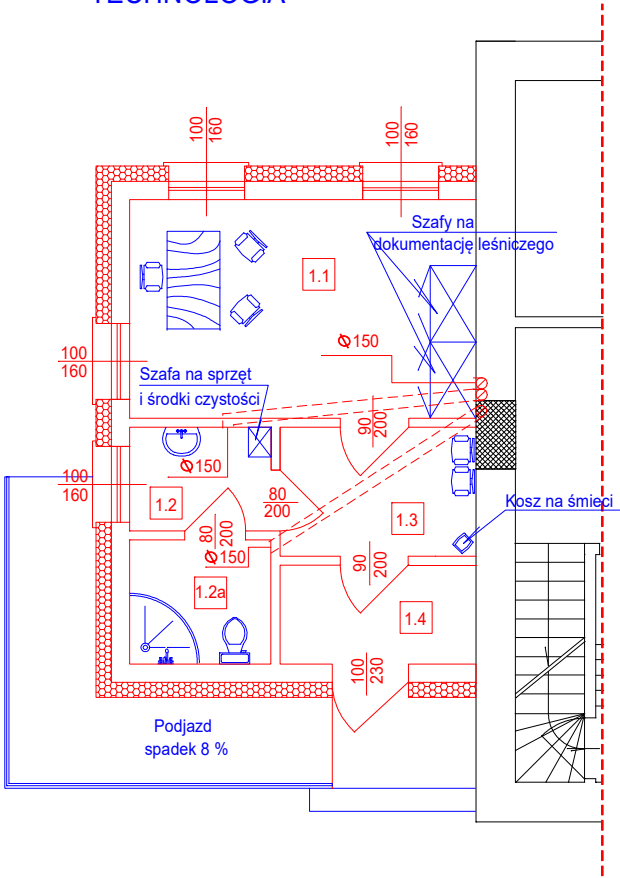 TECHNOLOGIA
100
160
100
160
Szafy na
dokumentację leśniczego
1.1
Ø150
100
160
Szafa na sprzęt
i środki czystości
90
200
Ø150
100
160
1.2
80
200
1.3
Kosz na śmieci
80
200
Ø150
90
200
1.2a
1.4
100
230
Podjazd
spadek 8 %